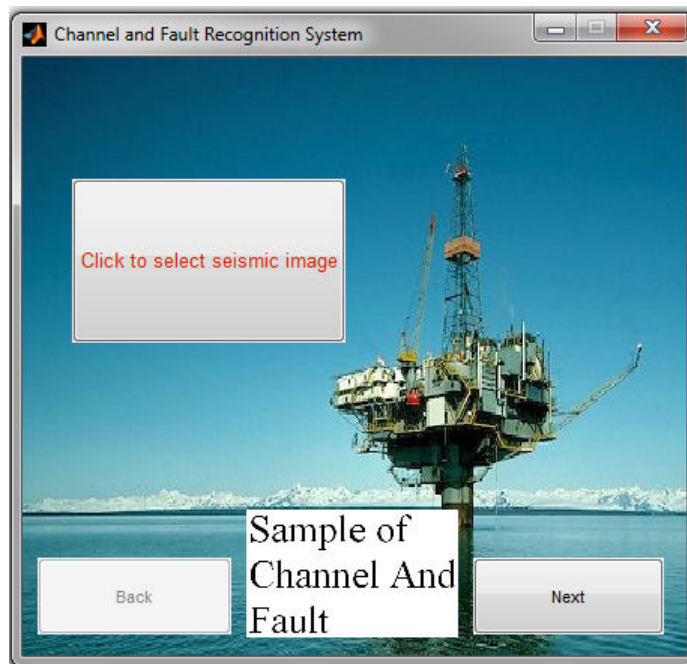 Channel and Fault Recognition System
Click to select seismic image
Sample of
Channel And
Fault
Back
Next